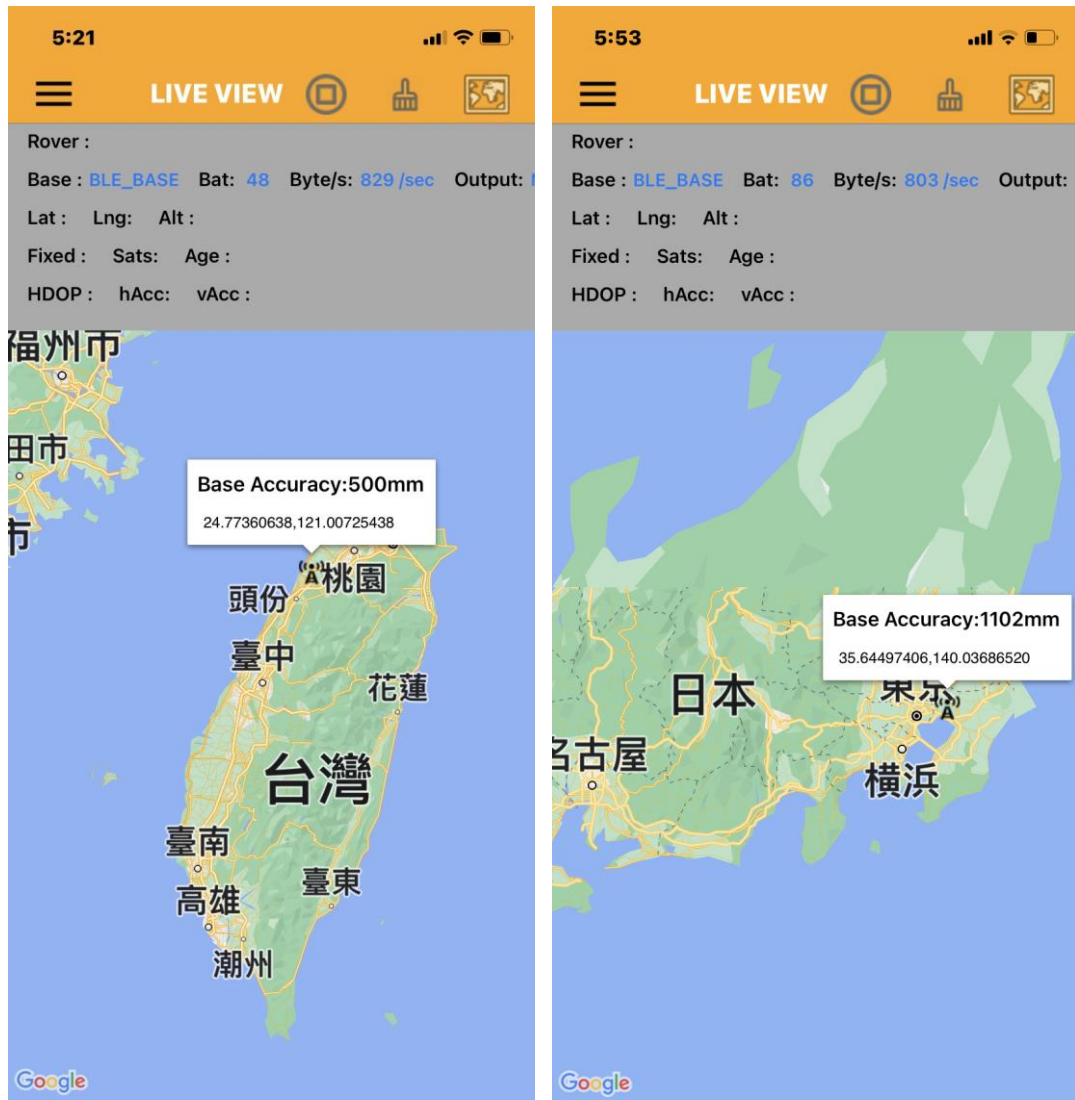 5:21
LIVE VIEW
Rover :
Base : BLE_BASE Bat: 48 Byte/s: 829 /sec Output:
Lat : Lng: Alt :
Fixed : Sats: Age :
HDOP : hAcc: vAcc :
福州市
田市
市
Base Accuracy:500mm
24.77360638,121.00725438
A
桃園
頭份
臺中
花蓮
台灣
臺南
臺東
高雄
潮州
Google
5:53
LIVE VIEW
Rover :
Base : BLE_BASE Bat: 86 Byte/s: 803 /sec Output:
Lat : Lng: Alt :
Fixed : Sats: Age :
HDOP : hAcc: vAcc :
Base Accuracy:1102mm
35.64497406,140.03686520
日本
東京
A
名古屋
横浜
Google